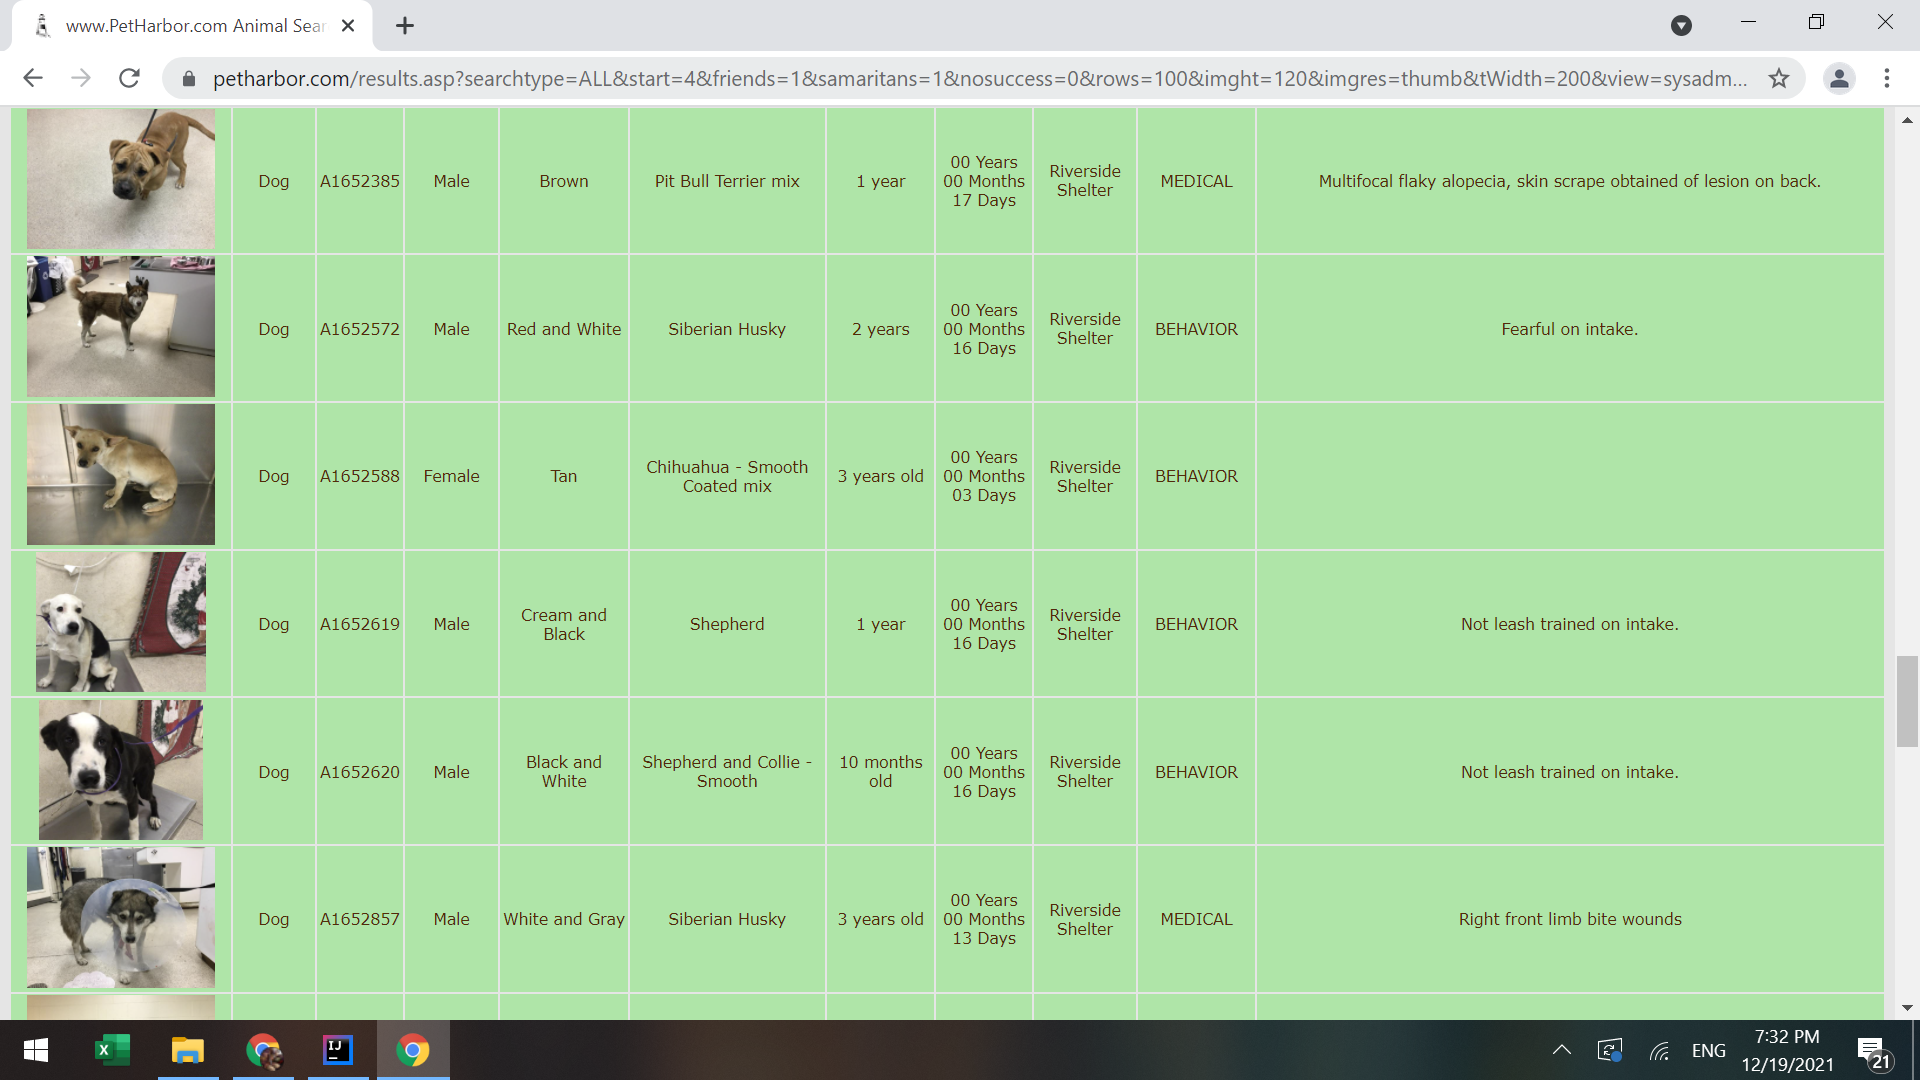 www.PetHarbor.com Animal Sear
petharbor.com/results.asp?searchtype=ALL&start=4&friends=1&samaritans=1&nosuccess=0&rows=100&imght=120&imgres=thumb&tWidth=200&view=sysadm...
Dog A1652385 Male Brown Pit Bull Terrier mix 1 year 00 Years 00 Months 17 Days Riverside Shelter MEDICAL Multifocal flaky alopecia, skin scrape obtained of lesion on back.
Dog A1652572 Male Red and White Siberian Husky 2 years 00 Years 00 Months 16 Days Riverside Shelter BEHAVIOR Fearful on intake.
Dog A1652588 Female Tan Chihuahua - Smooth Coated mix 3 years old 00 Years 00 Months 03 Days Riverside Shelter BEHAVIOR
Dog A1652619 Male Cream and Black Shepherd 1 year 00 Years 00 Months 16 Days Riverside Shelter BEHAVIOR Not leash trained on intake.
Dog A1652620 Male Black and White Shepherd and Collie - Smooth 10 months old 00 Years 00 Months 16 Days Riverside Shelter BEHAVIOR Not leash trained on intake.
Dog A1652857 Male White and Gray Siberian Husky 3 years old 00 Years 00 Months 13 Days Riverside Shelter MEDICAL Right front limb bite wounds
X
IJ
ENG
7:32 PM
12/19/2021
21